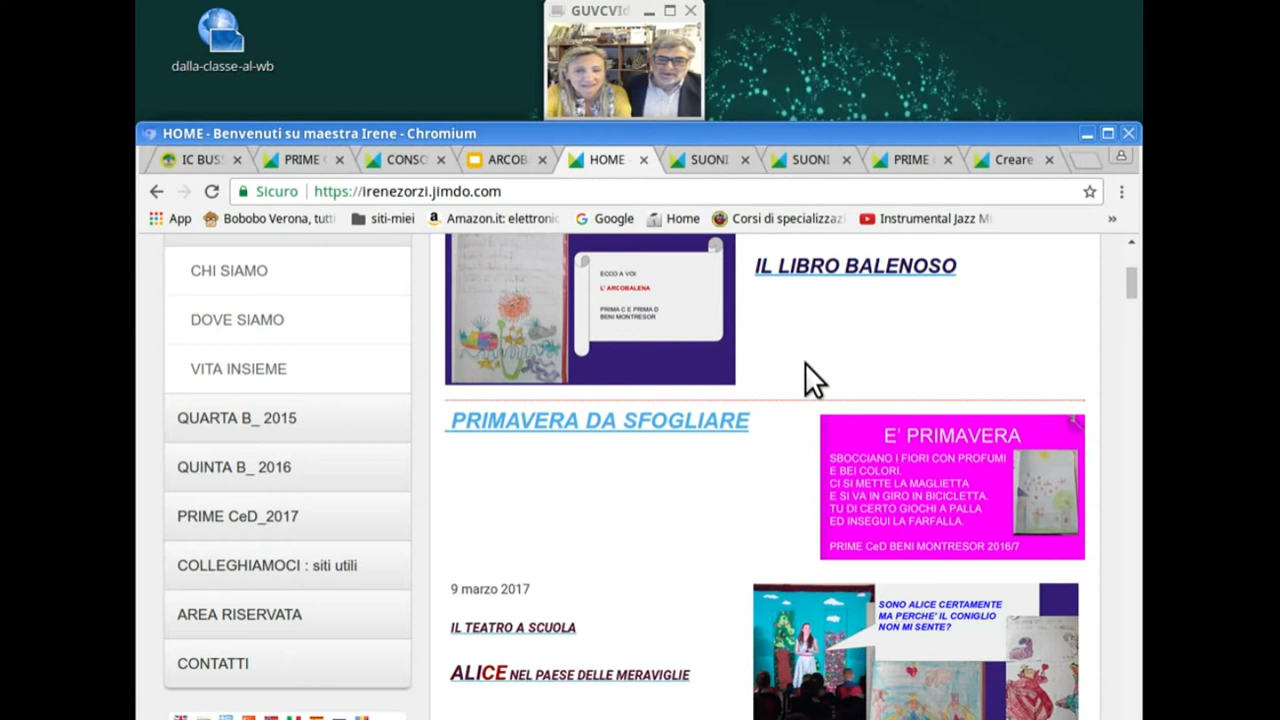 dalla-classe-al-wb
GUVCVId
HOME - Benvenuti su maestra Irene - Chromium
IC BUS
PRIME
CONSO
ARCOB
HOME
SUONI
SUONI
PRIME
Creare
Sicuro
https://irenezorzi.jimdo.com
App
Bobobo Verona, tutti
siti-miei
Amazon.it: elettronic
Google
Home
Corsi di specializzazi
Instrumental Jazz M
»
CHI SIAMO
DOVE SIAMO
VITA INSIEME
QUARTA B_ 2015
QUINTA B_ 2016
PRIME CeD_2017
COLLEGHIAMOCI : siti utili
AREA RISERVATA
CONTATTI
ECCO A VOI
L' ARCOBALENA
PRIMA C E PRIMA D
BENI MONTRESOR
IL LIBRO BALENOSO
PRIMAVERA DA SFOGLIARE
E' PRIMAVERA
SBOCCIANO I FIORI CON PROFUMI
E BEI COLORI.
CI SI METTE LA MAGLIETTA
E SI VA IN GIRO IN BICICLETTA.
TU DI CERTO GIOCHI A PALLA
ED INSEGUI LA FARFALLA.
PRIME CeD BENI MONTRESOR 2016/7
9 marzo 2017
IL TEATRO A SCUOLA
ALICE NEL PAESE DELLE MERAVIGLIE
SONO ALICE CERTAMENTE
MA PERCHE' IL CONIGLIO
NON MI SENTE?